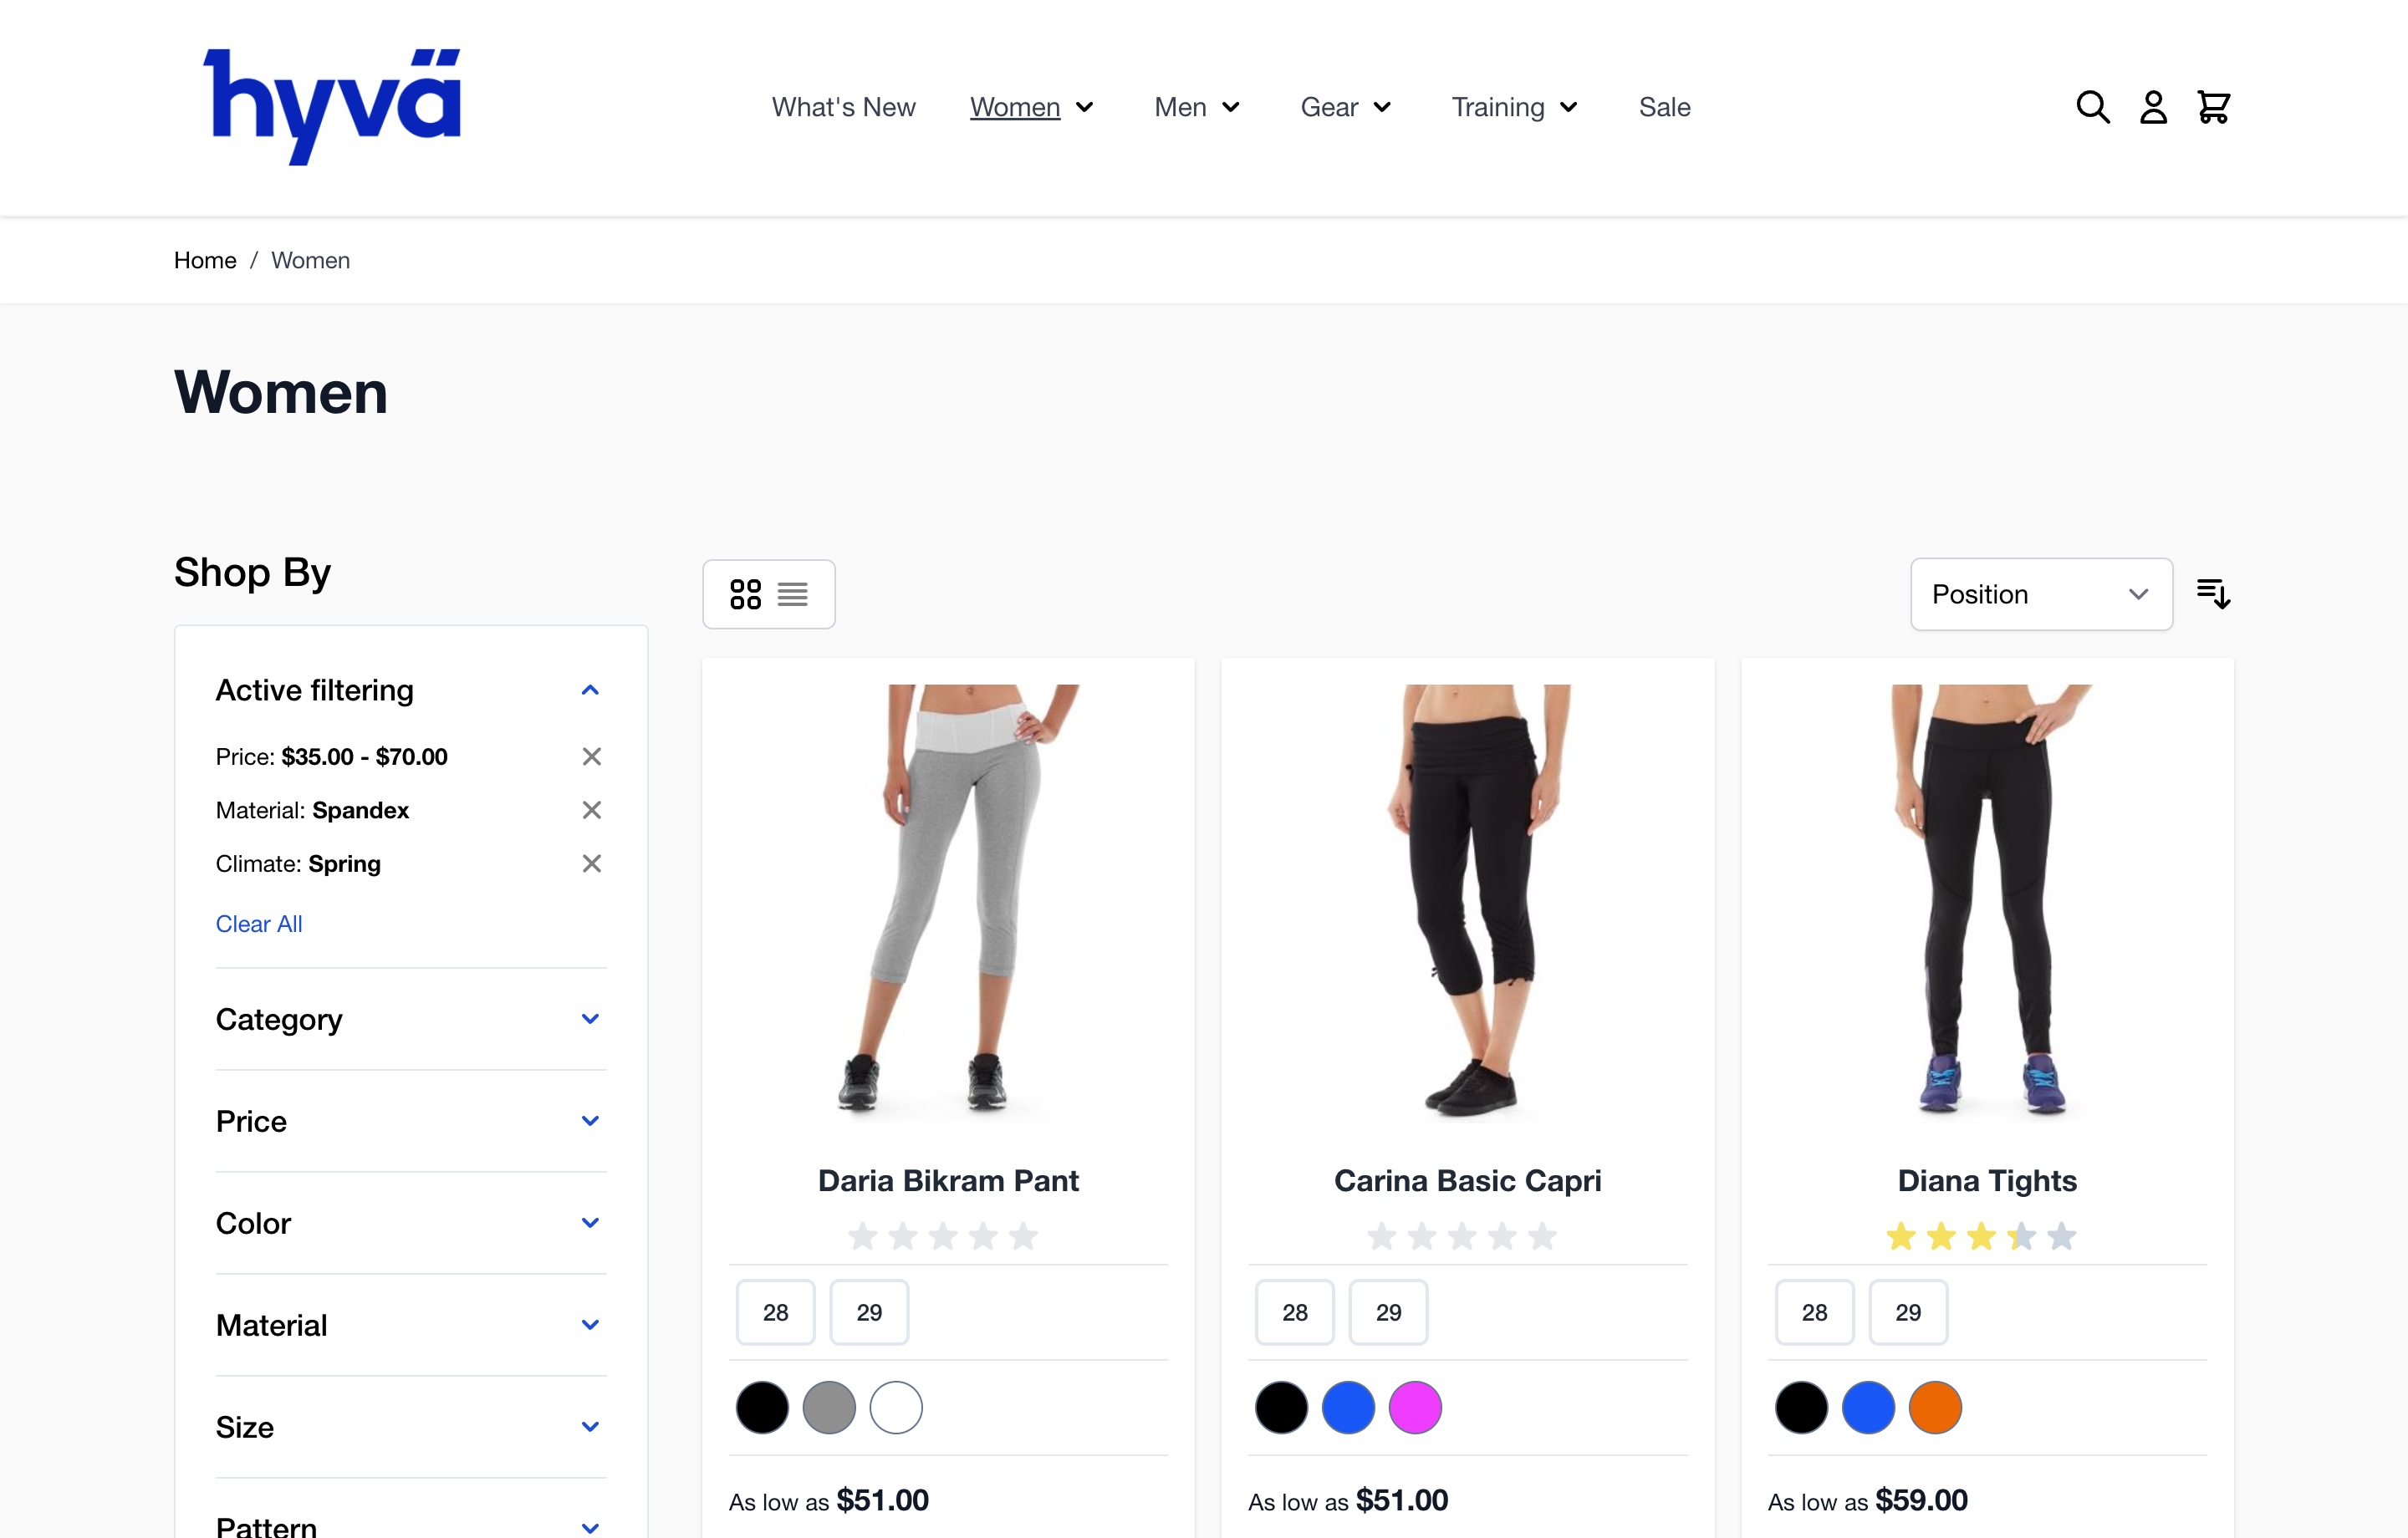 hyvä
What's New Women Men Gear Training Sale
Home / Women
Women
Shop By
Position
Active filtering
Price: $35.00 - $70.00
Material: Spandex
Climate: Spring
Clear All
Category
Price
Color
Material
Size
Pattern
Daria Bikram Pant
28 29
As low as $51.00
Carina Basic Capri
28 29
As low as $51.00
Diana Tights
28 29
As low as $59.00